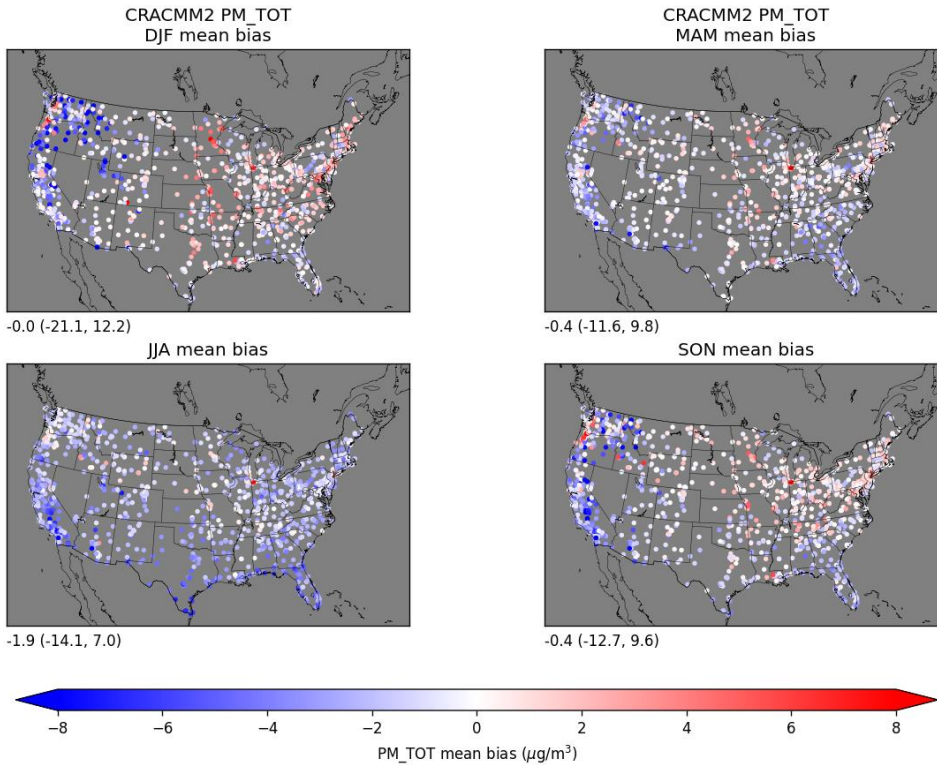 CRACMM2 PM_TOT
DJF mean bias
-0.0 (-21.1, 12.2)
CRACMM2 PM_TOT
MAM mean bias
-0.4 (-11.6, 9.8)
JJA mean bias
-1.9 (-14.1, 7.0)
SON mean bias
-0.4 (-12.7, 9.6)
−8 −6 −4 −2 0 2 4 6 8
PM_TOT mean bias (μg/m³)